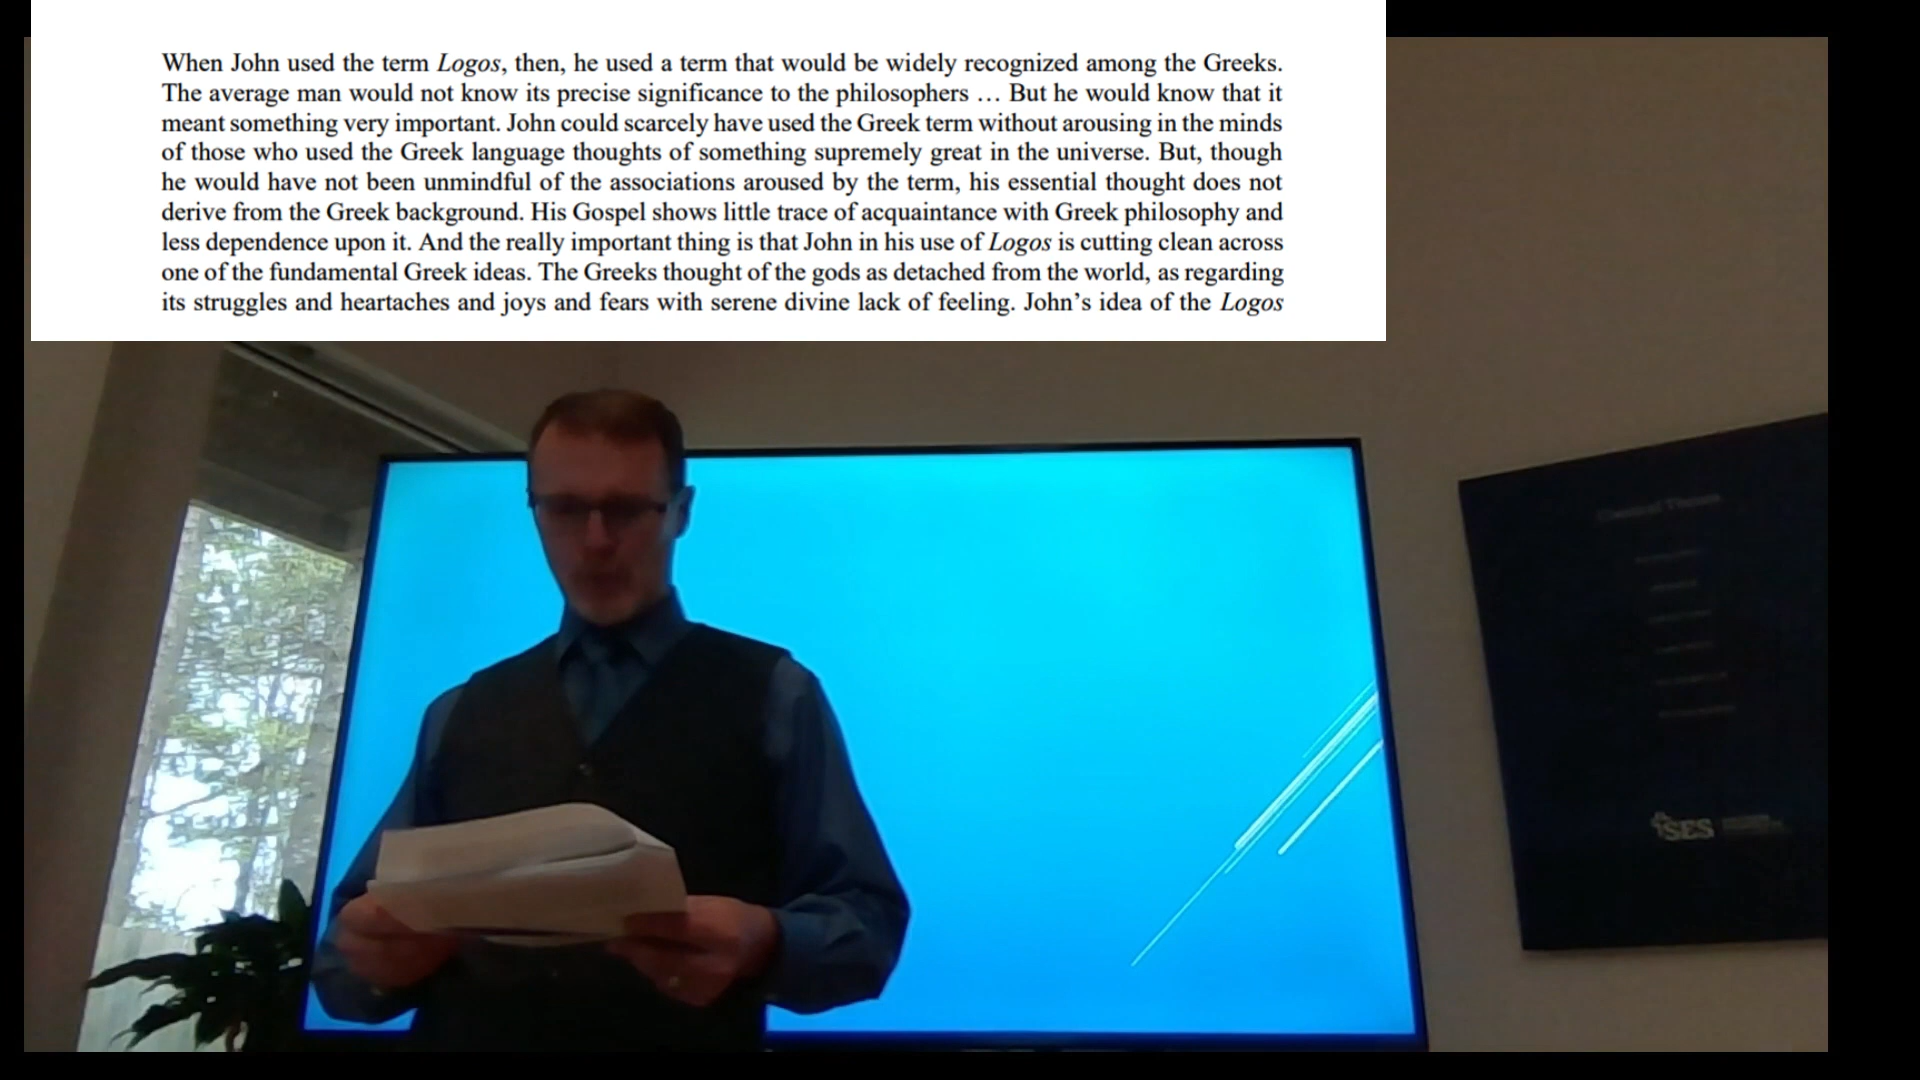 When John used the term Logos, then, he used a term that would be widely recognized among the Greeks.
The average man would not know its precise significance to the philosophers … But he would know that it
meant something very important. John could scarcely have used the Greek term without arousing in the minds
of those who used the Greek language thoughts of something supremely great in the universe. But, though
he would have not been unmindful of the associations aroused by the term, his essential thought does not
derive from the Greek background. His Gospel shows little trace of acquaintance with Greek philosophy and
less dependence upon it. And the really important thing is that John in his use of Logos is cutting clean across
one of the fundamental Greek ideas. The Greeks thought of the gods as detached from the world, as regarding
its struggles and heartaches and joys and fears with serene divine lack of feeling. John’s idea of the Logos
SES